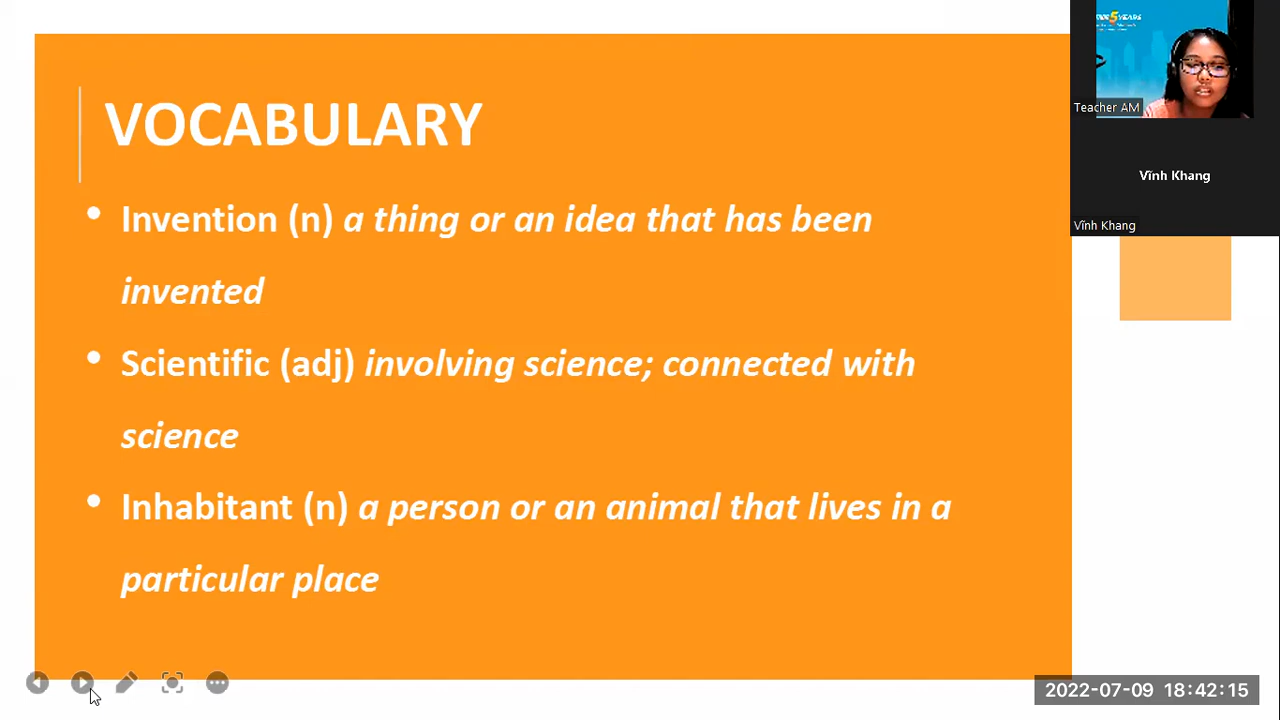 VOCABULARY
• Invention (n) a thing or an idea that has been
invented
• Scientific (adj) involving science; connected with
science
• Inhabitant (n) a person or an animal that lives in a
particular place
5 YEARS
Teacher AM
Vĩnh Khang
Vĩnh Khang
2022-07-09 18:42:15